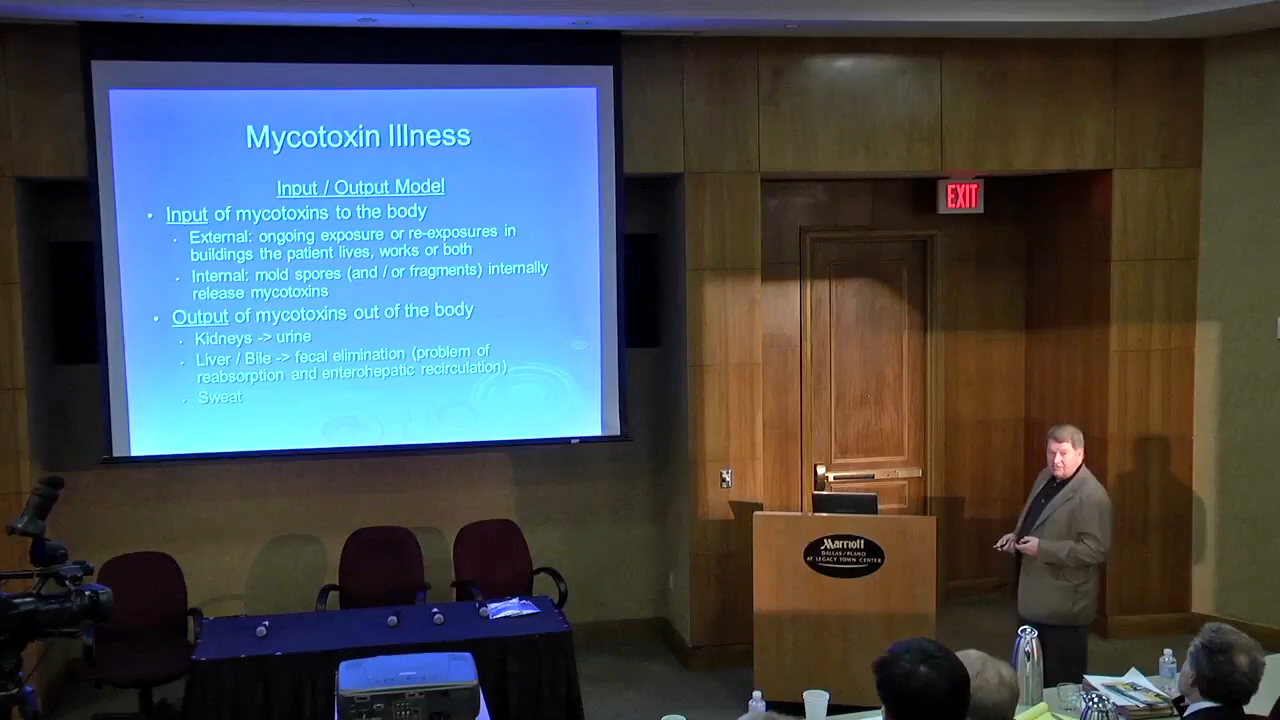 Mycotoxin Illness
Input / Output Model
• Input of mycotoxins to the body
• External: ongoing exposure or re-exposures in
buildings the patient lives, works or both
• Internal: mold spores (and / or fragments) internally
release mycotoxins
• Output of mycotoxins out of the body
• Kidneys -> urine
• Liver / Bile -> fecal elimination (problem of
reabsorption and enterohepatic recirculation)
• Sweat
EXIT
Marriott
DALLAS/PLANO
AT LEGACY TOWN CENTER